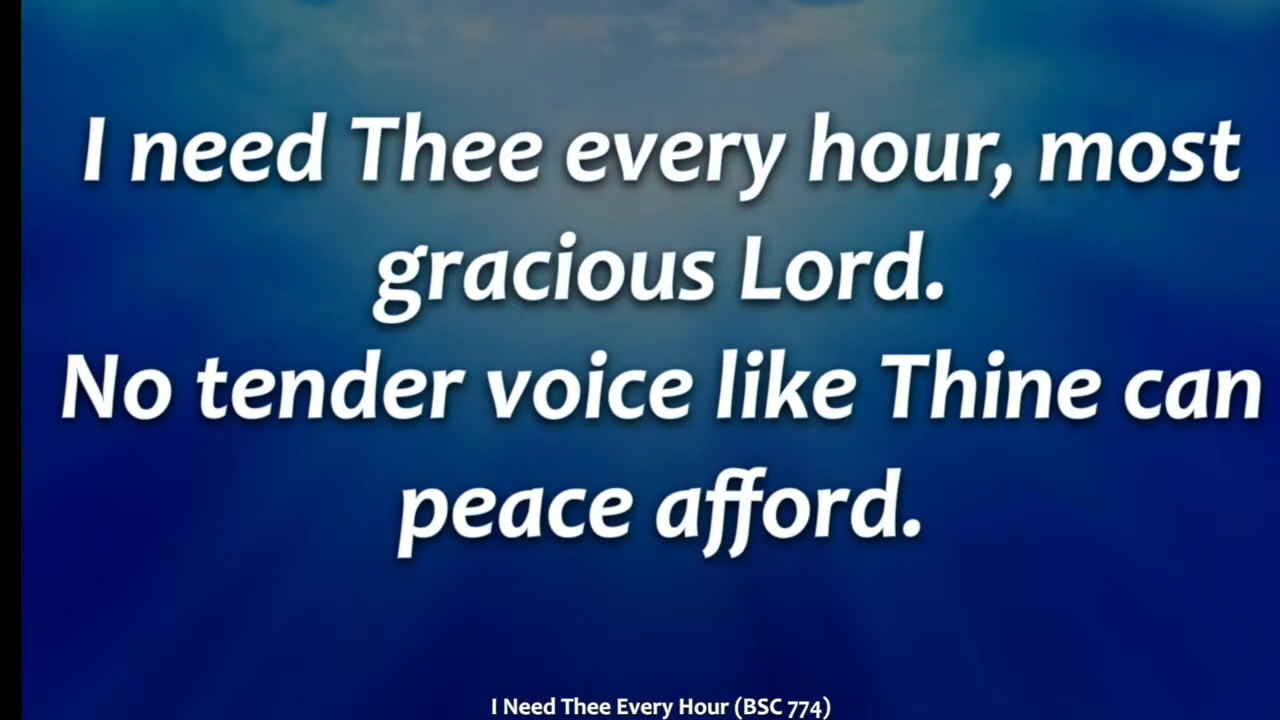 I need Thee every hour, most
gracious Lord.
No tender voice like Thine can
peace afford.
I Need Thee Every Hour (BSC 774)